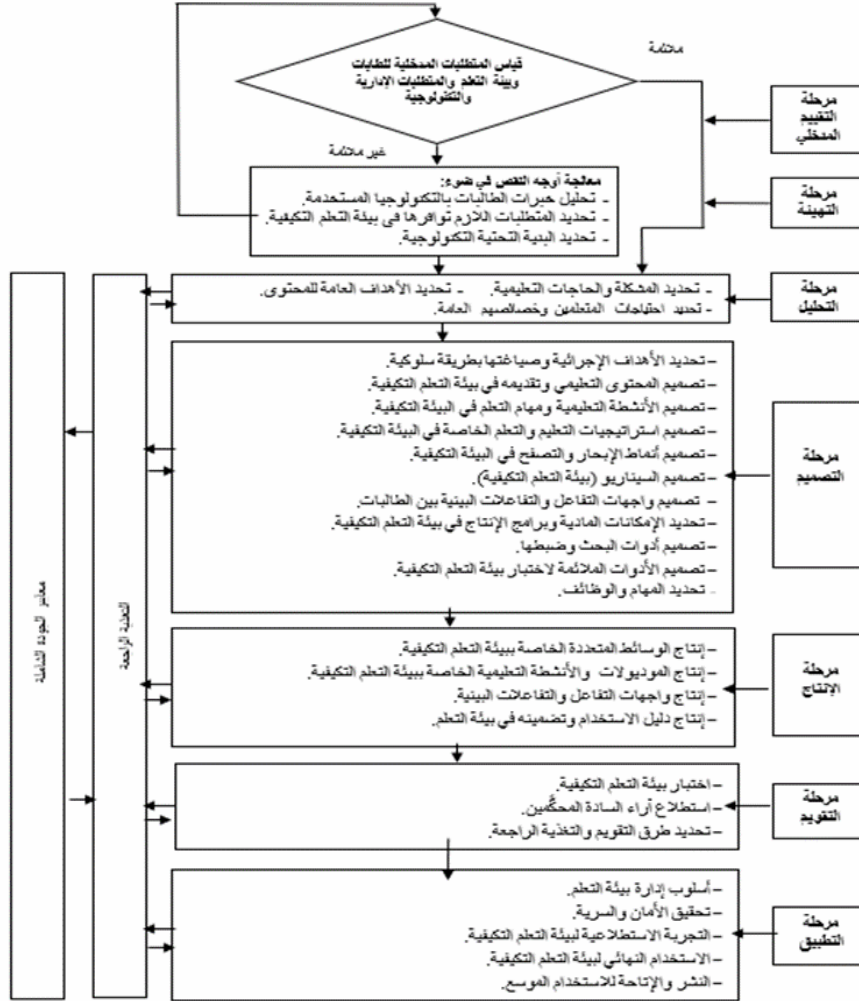 قياس المتطلبات المدخلية للطالبات
وبيئة التعلم والمتطلبات الإدارية
والتكنولوجية
ملائمة
مرحلة
التقييم
المدخلي
غير ملائمة
معالجة أوجه النقص في ضوء:
- تحليل خبرات الطالبات بالتكنولوجيا المستخدمة.
- تحديد المتطلبات اللازم توافرها في بيئة التعلم التكيفية.
- تحديد البنية التحتية التكنولوجية.
مرحلة
التهيئة
- تحديد المشكلة والحاجات التعليمية. - تحديد الأهداف العامة للمحتوى.
- تحديد احتياجات المتعلمين وخصائصهم العامة.
مرحلة
التحليل
- تحديد الأهداف الإجرائية وصياغتها بطريقة سلوكية.
- تصميم المحتوى التعليمي وتقديمه في بيئة التعلم التكيفية.
- تصميم الأنشطة التعليمية ومهام التعلم في البيئة التكيفية.
- تصميم استراتيجيات التعليم والتعلم الخاصة في البيئة التكيفية.
- تصميم أنماط الإبحار والتصفح في البيئة التكيفية.
- تصميم السيناريو (بيئة التعلم التكيفية).
- تصميم واجهات التفاعل والتفاعلات البينية بين الطالبات.
- تحديد الإمكانات المادية وبرامج الإنتاج في بيئة التعلم التكيفية.
- تصميم أدوات البحث وضبطها.
- تصميم الأدوات الملائمة لاختبار بيئة التعلم التكيفية.
- تحديد المهام والوظائف.
مرحلة
التصميم
- إنتاج الوسائط المتعددة الخاصة ببيئة التعلم التكيفية.
- إنتاج الموديولات والأنشطة التعليمية الخاصة ببيئة التعلم التكيفية.
- إنتاج واجهات التفاعل والتفاعلات البينية.
- إنتاج دليل الاستخدام وتضمينه في بيئة التعلم.
مرحلة
الإنتاج
- اختبار بيئة التعلم التكيفية.
- استطلاع آراء السادة المحكَّمين.
- تحديد طرق التقويم والتغذية الراجعة.
مرحلة
التقويم
- أسلوب إدارة بيئة التعلم.
- تحقيق الأمان والسرية.
- التجربة الاستطلاعية لبيئة التعلم التكيفية.
- الاستخدام النهائي لبيئة التعلم التكيفية.
- النشر والإتاحة للاستخدام الموسع.
مرحلة
التطبيق
التغذية الراجعة
معايير الجودة الشاملة